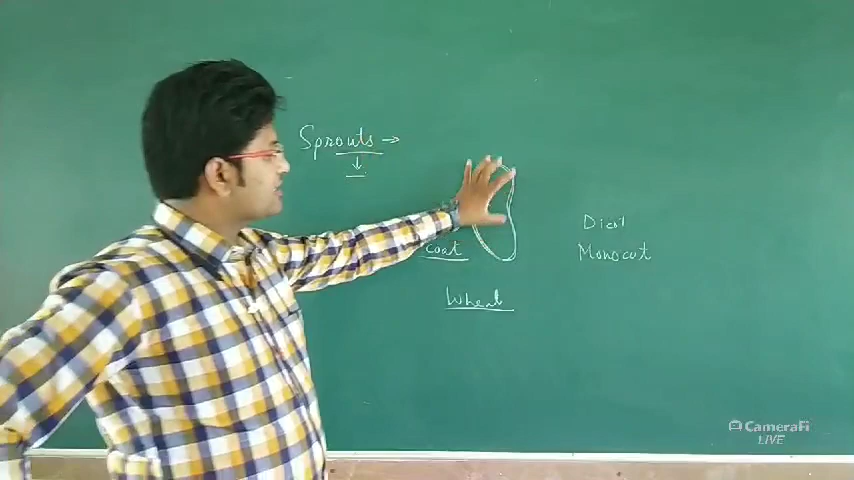 Sprouts →
Dicot
coat
Monocot
Wheat
CameraFi
LIVE